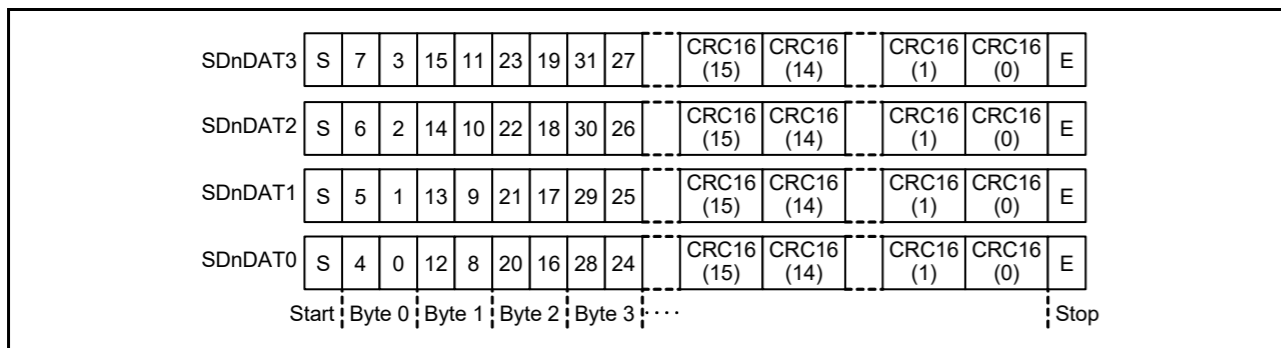 SDnDAT3 S 7 3 15 11 23 19 31 27 CRC16 (15) CRC16 (14) CRC16 (1) CRC16 (0) E
SDnDAT2 S 6 2 14 10 22 18 30 26 CRC16 (15) CRC16 (14) CRC16 (1) CRC16 (0) E
SDnDAT1 S 5 1 13 9 21 17 29 25 CRC16 (15) CRC16 (14) CRC16 (1) CRC16 (0) E
SDnDAT0 S 4 0 12 8 20 16 28 24 CRC16 (15) CRC16 (14) CRC16 (1) CRC16 (0) E
Start Byte 0 Byte 1 Byte 2 Byte 3 ···· Stop